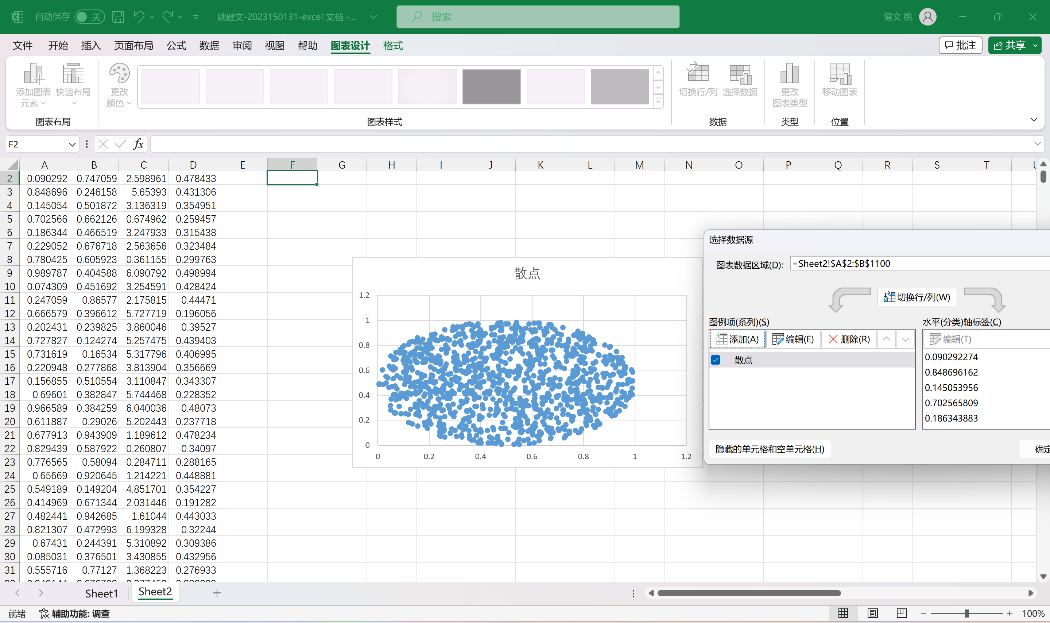 自动保存 关 姚健文-2023150131-excel 文档 -... 搜索 健文 姚
文件 开始 插入 页面布局 公式 数据 审阅 视图 帮助 图表设计 格式 批注 共享
添加图表元素 快速布局 更改颜色 切换行/列 选择数据 更改图表类型 移动图表
图表布局 图表样式 数据 类型 位置
F2 fx
A B C D E F G H I J K L M N O P Q R S T U
2 0.090292 0.747059 2.598961 0.478433
3 0.848696 0.246158 5.65393 0.431306
4 0.145054 0.501872 3.136319 0.354951
5 0.702566 0.662126 0.674962 0.259457
6 0.186344 0.466519 3.247933 0.315438
7 0.229052 0.676718 2.563656 0.323484
8 0.780425 0.605923 0.361155 0.299763
9 0.989787 0.404588 6.090792 0.498994
10 0.074309 0.451692 3.254591 0.428424
11 0.247059 0.86577 2.175815 0.44471
12 0.666579 0.396612 5.727719 0.196056
13 0.202431 0.239825 3.860046 0.39527
14 0.727827 0.124274 5.257475 0.439403
15 0.731619 0.16534 5.317796 0.406995
16 0.220948 0.277868 3.813904 0.356669
17 0.156855 0.510554 3.110847 0.343307
18 0.69601 0.382847 5.744468 0.228352
19 0.966589 0.384259 6.040036 0.48073
20 0.611887 0.29026 5.202443 0.237718
21 0.677913 0.943909 1.189612 0.478234
22 0.829439 0.587922 0.260807 0.34097
23 0.776565 0.58094 0.284711 0.288165
24 0.65669 0.920645 1.214221 0.448881
25 0.549189 0.149204 4.851701 0.354227
26 0.414969 0.671344 2.031446 0.191282
27 0.482441 0.942685 1.61044 0.443033
28 0.821307 0.472993 6.199328 0.32244
29 0.67431 0.244391 5.310892 0.309386
30 0.085031 0.376501 3.430855 0.432956
31 0.555716 0.77127 1.368223 0.276933
散点
1.2
1
0.8
0.6
0.4
0.2
0
0 0.2 0.4 0.6 0.8 1 1.2
选择数据源
图表数据区域(D): =Sheet2!$A$2:$B$1100
切换行/列(W)
图例项(系列)(S) 水平(分类)轴标签(C)
添加(A) 编辑(E) 删除(R) 编辑(T)
散点
0.090292274
0.848696162
0.145053956
0.702565809
0.186343883
隐藏的单元格和空单元格(H) 确定
Sheet1 Sheet2
就绪 辅助功能: 调查 100%